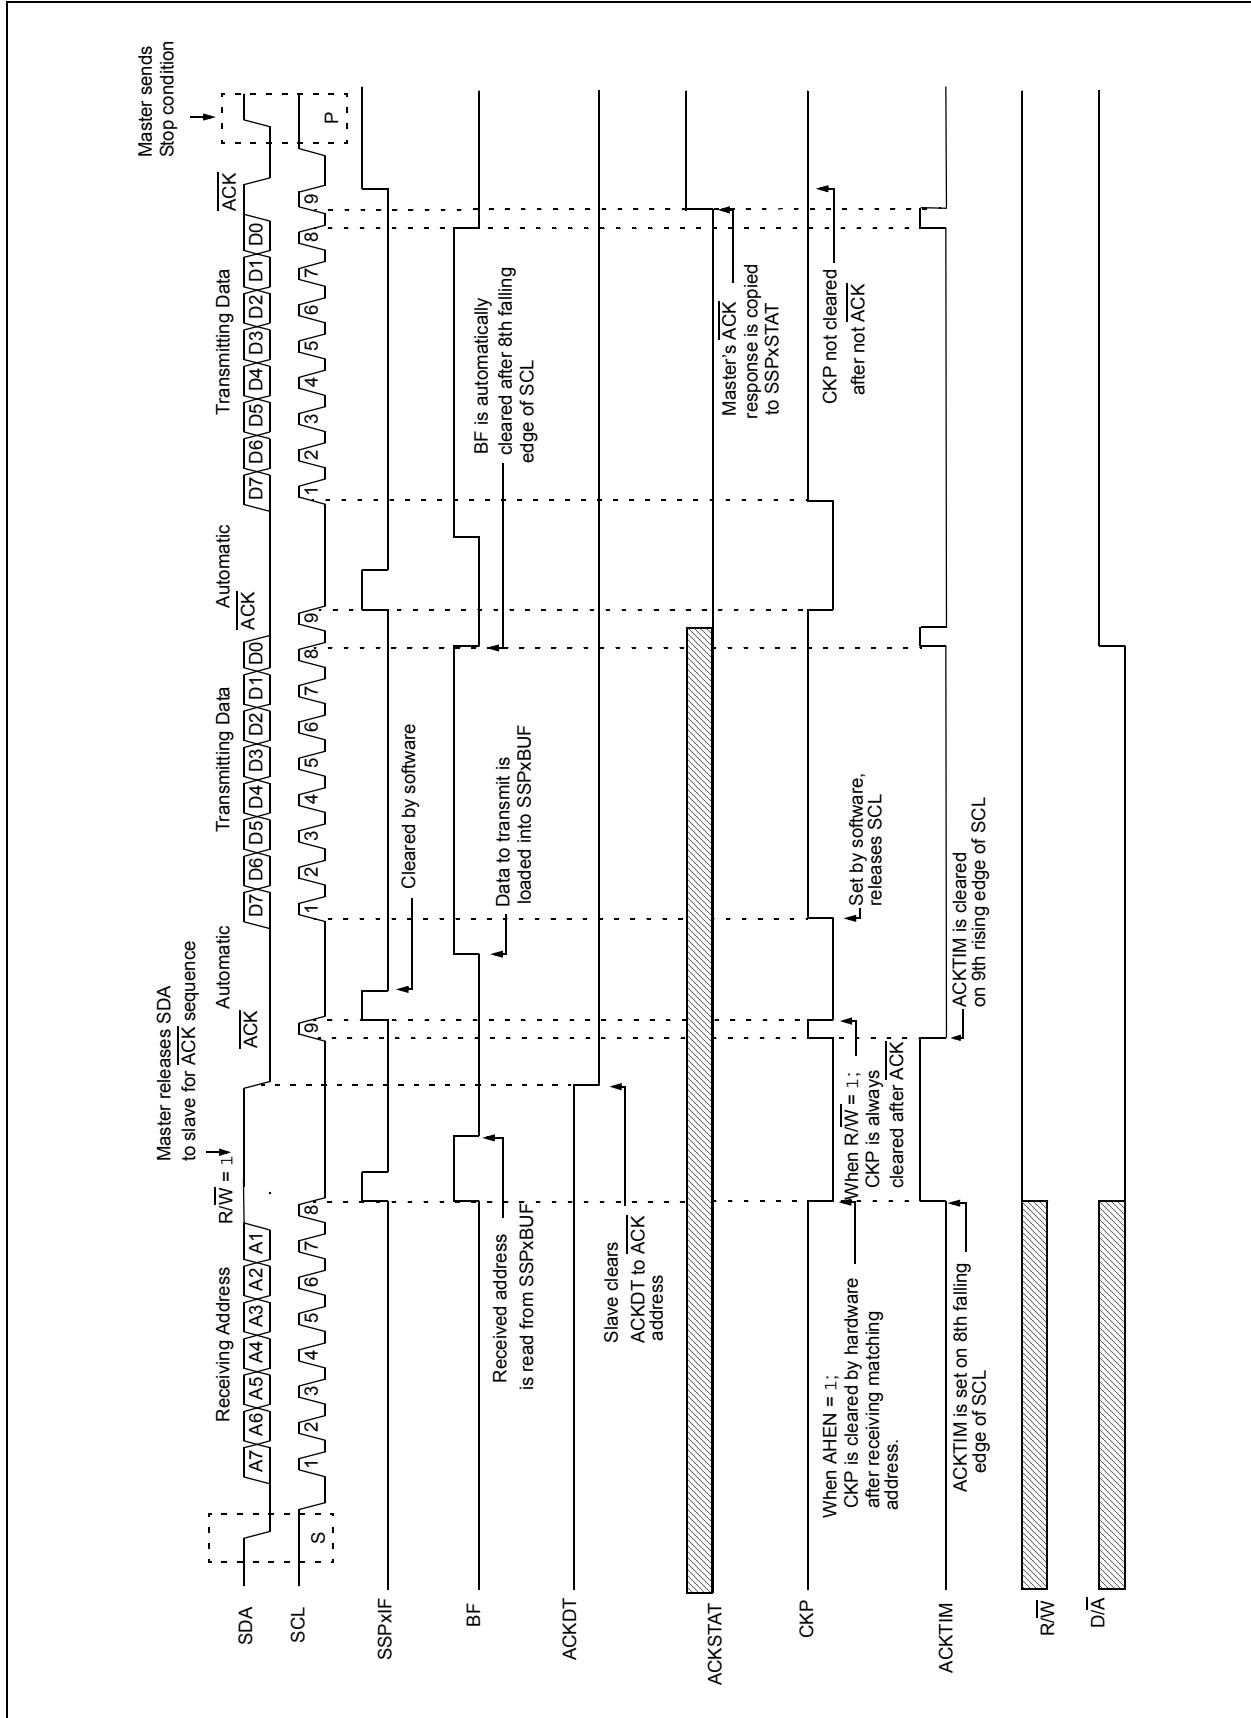 Master releases SDA
to slave for ACK sequence
Master sends
Stop condition
Receiving Address
R/W = 1
ACK
Automatic
Transmitting Data
ACK
Automatic
Transmitting Data
ACK
SDA
A7 A6 A5 A4 A3 A2 A1
D7 D6 D5 D4 D3 D2 D1 D0
D7 D6 D5 D4 D3 D2 D1 D0
SCL
S
1 2 3 4 5 6 7 8 9
1 2 3 4 5 6 7 8 9
1 2 3 4 5 6 7 8 9
P
SSPxIF
Cleared by software
BF
Received address
is read from SSPxBUF
Data to transmit is
loaded into SSPxBUF
BF is automatically
cleared after 8th falling
edge of SCL
ACKDT
Slave clears
ACKDT to ACK
address
ACKSTAT
Master's ACK
response is copied
to SSPxSTAT
CKP
When AHEN = 1;
CKP is cleared by hardware
after receiving matching
address.
When R/W = 1;
CKP is always
cleared after ACK
Set by software,
releases SCL
CKP not cleared
after not ACK
ACKTIM
ACKTIM is set on 8th falling
edge of SCL
ACKTIM is cleared
on 9th rising edge of SCL
R/W
D/A